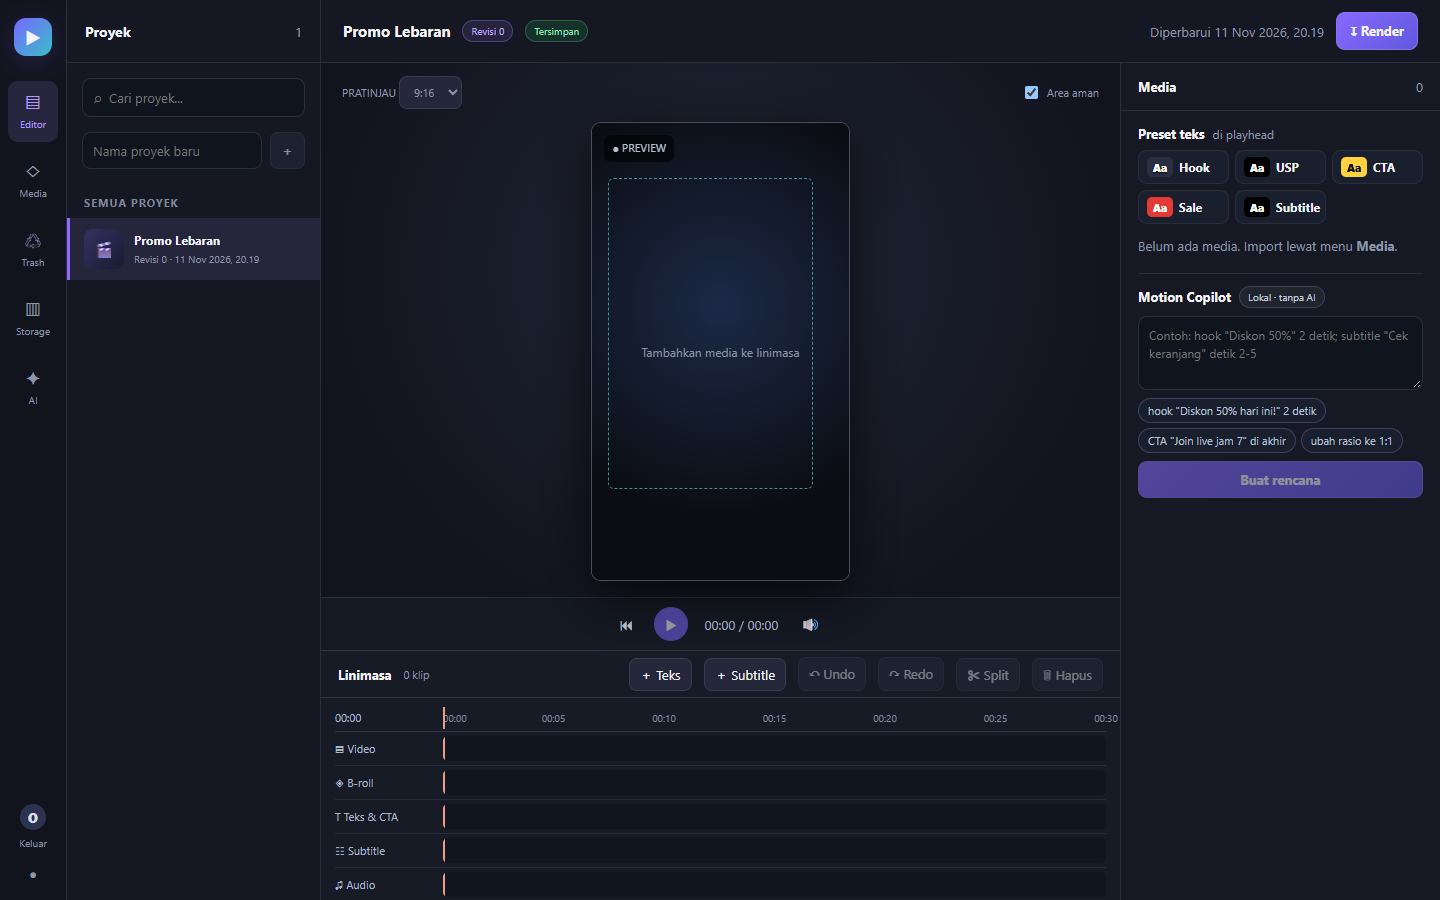 Editor
Media
Trash
Storage
AI
O
Keluar
Proyek 1
Cari proyek...
Nama proyek baru +
SEMUA PROYEK
Promo Lebaran
Revisi 0 · 11 Nov 2026, 20.19
Promo Lebaran Revisi 0 Tersimpan
Diperbarui 11 Nov 2026, 20.19 Render
PRATINJAU 9:16
Area aman
PREVIEW
Tambahkan media ke linimasa
00:00 / 00:00
Linimasa 0 klip
+ Teks + Subtitle Undo Redo Split Hapus
00:00 00:00 00:05 00:10 00:15 00:20 00:25 00:30
Video
B-roll
T Teks & CTA
Subtitle
Audio
Media 0
Preset teks di playhead
Aa Hook Aa USP Aa CTA
Aa Sale Aa Subtitle
Belum ada media. Import lewat menu Media.
Motion Copilot Lokal · tanpa AI
Contoh: hook "Diskon 50%" 2 detik; subtitle "Cek
keranjang" detik 2-5
hook "Diskon 50% hari ini!" 2 detik
CTA "Join live jam 7" di akhir ubah rasio ke 1:1
Buat rencana